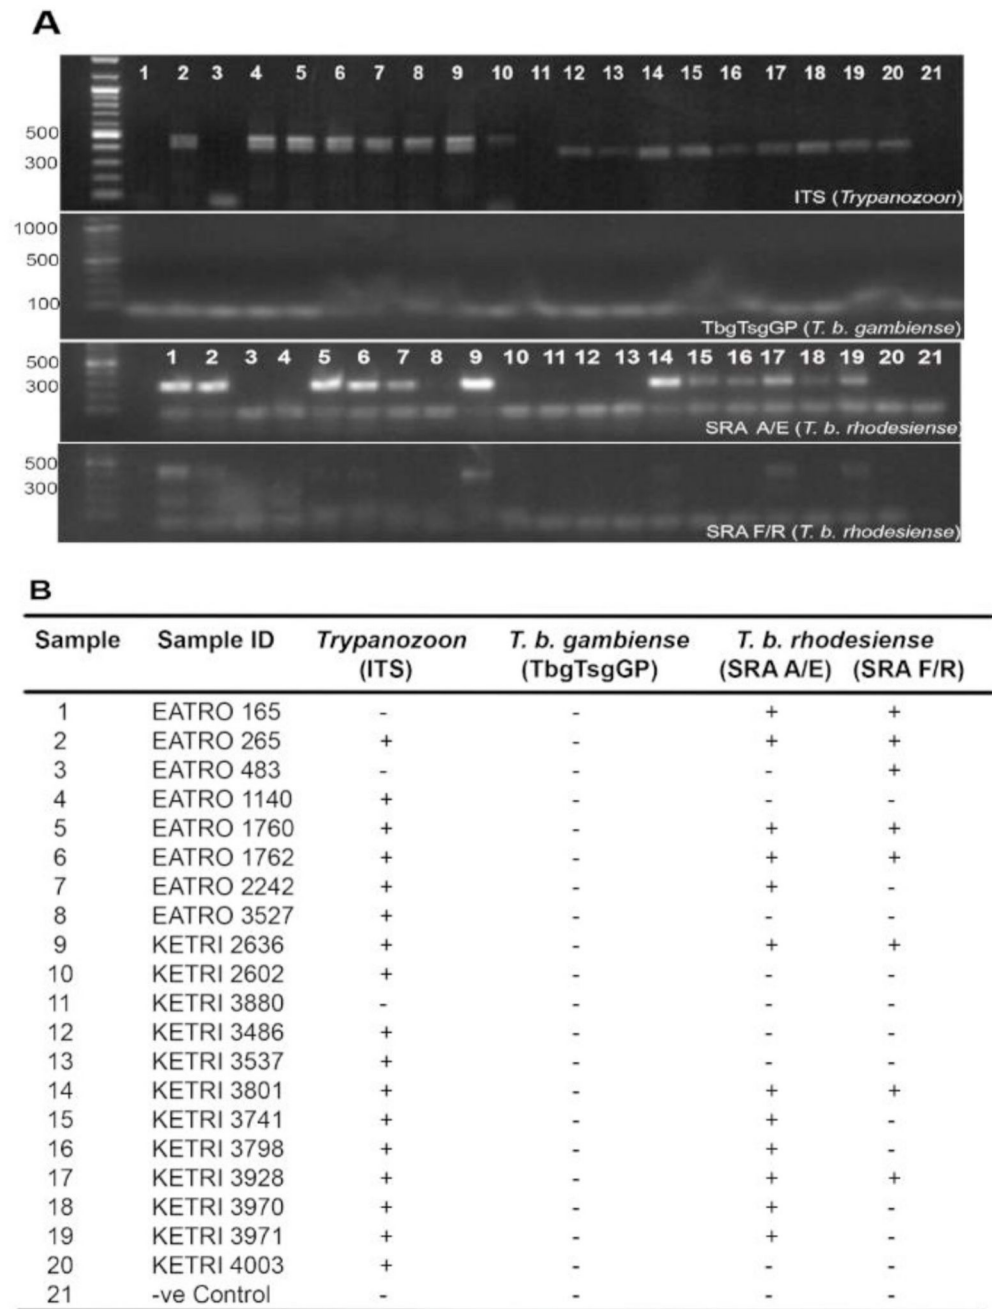 A
1 2 3 4 5 6 7 8 9 10 11 12 13 14 15 16 17 18 19 20 21
500
300
ITS (Trypanozoon)
1000
500
100
TbgTsgGP (T. b. gambiense)
1 2 3 4 5 6 7 8 9 10 11 12 13 14 15 16 17 18 19 20 21
500
300
SRA A/E (T. b. rhodesiense)
500
300
SRA F/R (T. b. rhodesiense)
B
Sample Sample ID Trypanozoon T. b. gambiense T. b. rhodesiense
(ITS) (TbgTsgGP) (SRA A/E) (SRA F/R)
1 EATRO 165 - - + +
2 EATRO 265 + - + +
3 EATRO 483 - - - +
4 EATRO 1140 + - - -
5 EATRO 1760 + - + +
6 EATRO 1762 + - + +
7 EATRO 2242 + - + -
8 EATRO 3527 + - - -
9 KETRI 2636 + - + +
10 KETRI 2602 + - - -
11 KETRI 3880 - - - -
12 KETRI 3486 + - - -
13 KETRI 3537 + - - -
14 KETRI 3801 + - + +
15 KETRI 3741 + - + -
16 KETRI 3798 + - + -
17 KETRI 3928 + - + +
18 KETRI 3970 + - + -
19 KETRI 3971 + - + -
20 KETRI 4003 + - - -
21 -ve Control - - - -